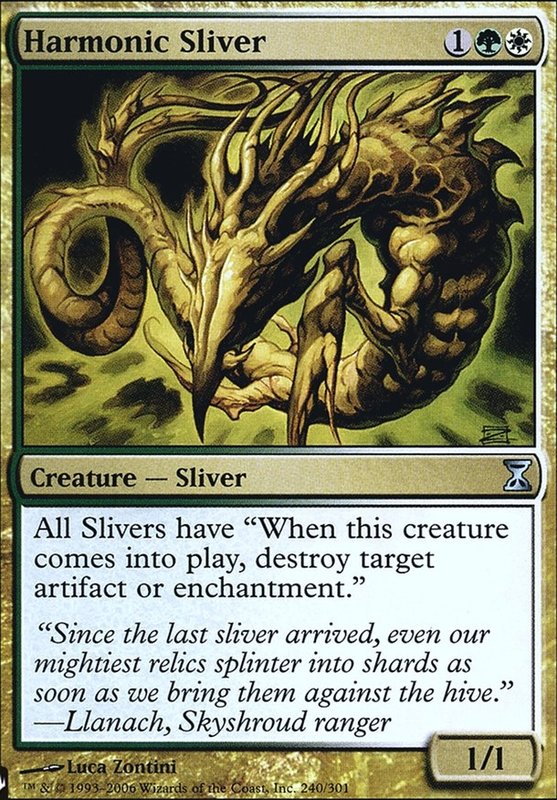 Harmonic Sliver 1
Creature — Sliver
All Slivers have “When this creature
comes into play, destroy target
artifact or enchantment.”
“Since the last sliver arrived, even our
mightiest relics splinter into shards as
soon as we bring them against the hive.”
—Llanach, Skyshroud ranger
1/1
Luca Zontini
™ & © 1993–2006 Wizards of the Coast, Inc. 240/301